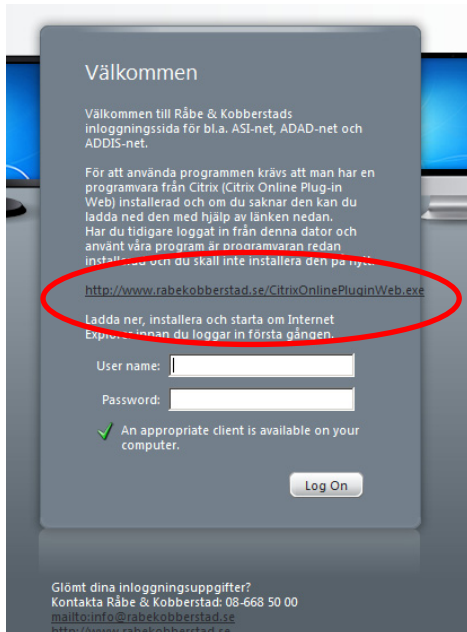 Välkommen
Välkommen till Råbe & Kobberstads
inloggningssida för bl.a. ASI-net, ADAD-net och
ADDIS-net.
För att använda programmen krävs att man har en
programvara från Citrix (Citrix Online Plug-in
Web) installerad och om du saknar den kan du
ladda ned den med hjälp av länken nedan.
Har du tidigare loggat in från denna dator och
använt våra program är programvaran redan
installerad och du skall inte installera den på nytt.
http://www.rabekobberstad.se/CitrixOnlinePluginWeb.exe
Ladda ner, installera och starta om Internet
Explorer innan du loggar in första gången.
User name:
Password:
An appropriate client is available on your
computer.
Log On
Glömt dina inloggningsuppgifter?
Kontakta Råbe & Kobberstad: 08-668 50 00
mailto:info@rabekobberstad.se
http://www.rabekobberstad.se